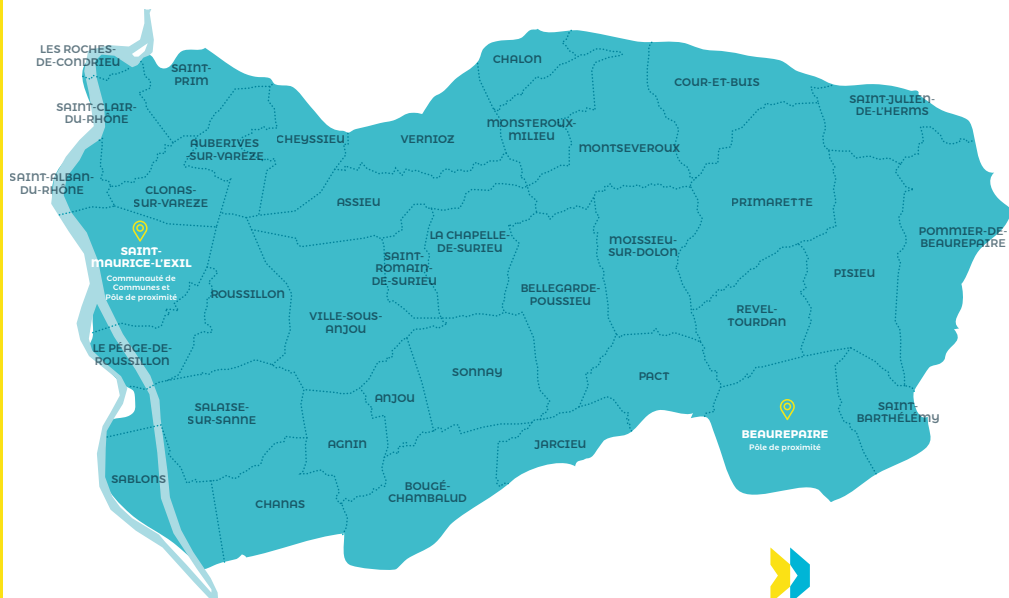 LES ROCHES-
DE-CONDRIEU
SAINT-
PRIM
CHALON
COUR-ET-BUIS
SAINT-CLAIR-
DU-RHÔNE
SAINT-JULIEN-
DE-L'HERMS
AUBERIVES
-SUR-VARÈZE
CHEYSSIEU
VERNIOZ
MONSTEROUX-
MILIEU
MONTSEVEROUX
SAINT-ALBAN-
DU-RHÔNE
CLONAS-
SUR-VAREZE
ASSIEU
PRIMARETTE
LA CHAPELLE-
DE-SURIEU
MOISSIEU-
SUR-DOLON
POMMIER-DE-
BEAUREPAIRE
SAINT-
MAURICE-L'EXIL
Communauté de
Communes et
Pôle de proximité
SAINT-
ROMAIN-
DE-SURIEU
PISIEU
ROUSSILLON
BELLEGARDE-
POUSSIEU
VILLE-SOUS-
ANJOU
REVEL-
TOURDAN
LE PÉAGE-DE-
ROUSSILLON
SONNAY
PACT
SALAISE-
SUR-SANNE
ANJOU
SAINT-
BARTHÉLÉMY
BEAUREPAIRE
Pôle de proximité
AGNIN
JARCIEU
SABLONS
BOUGÉ-
CHAMBALUD
CHANAS